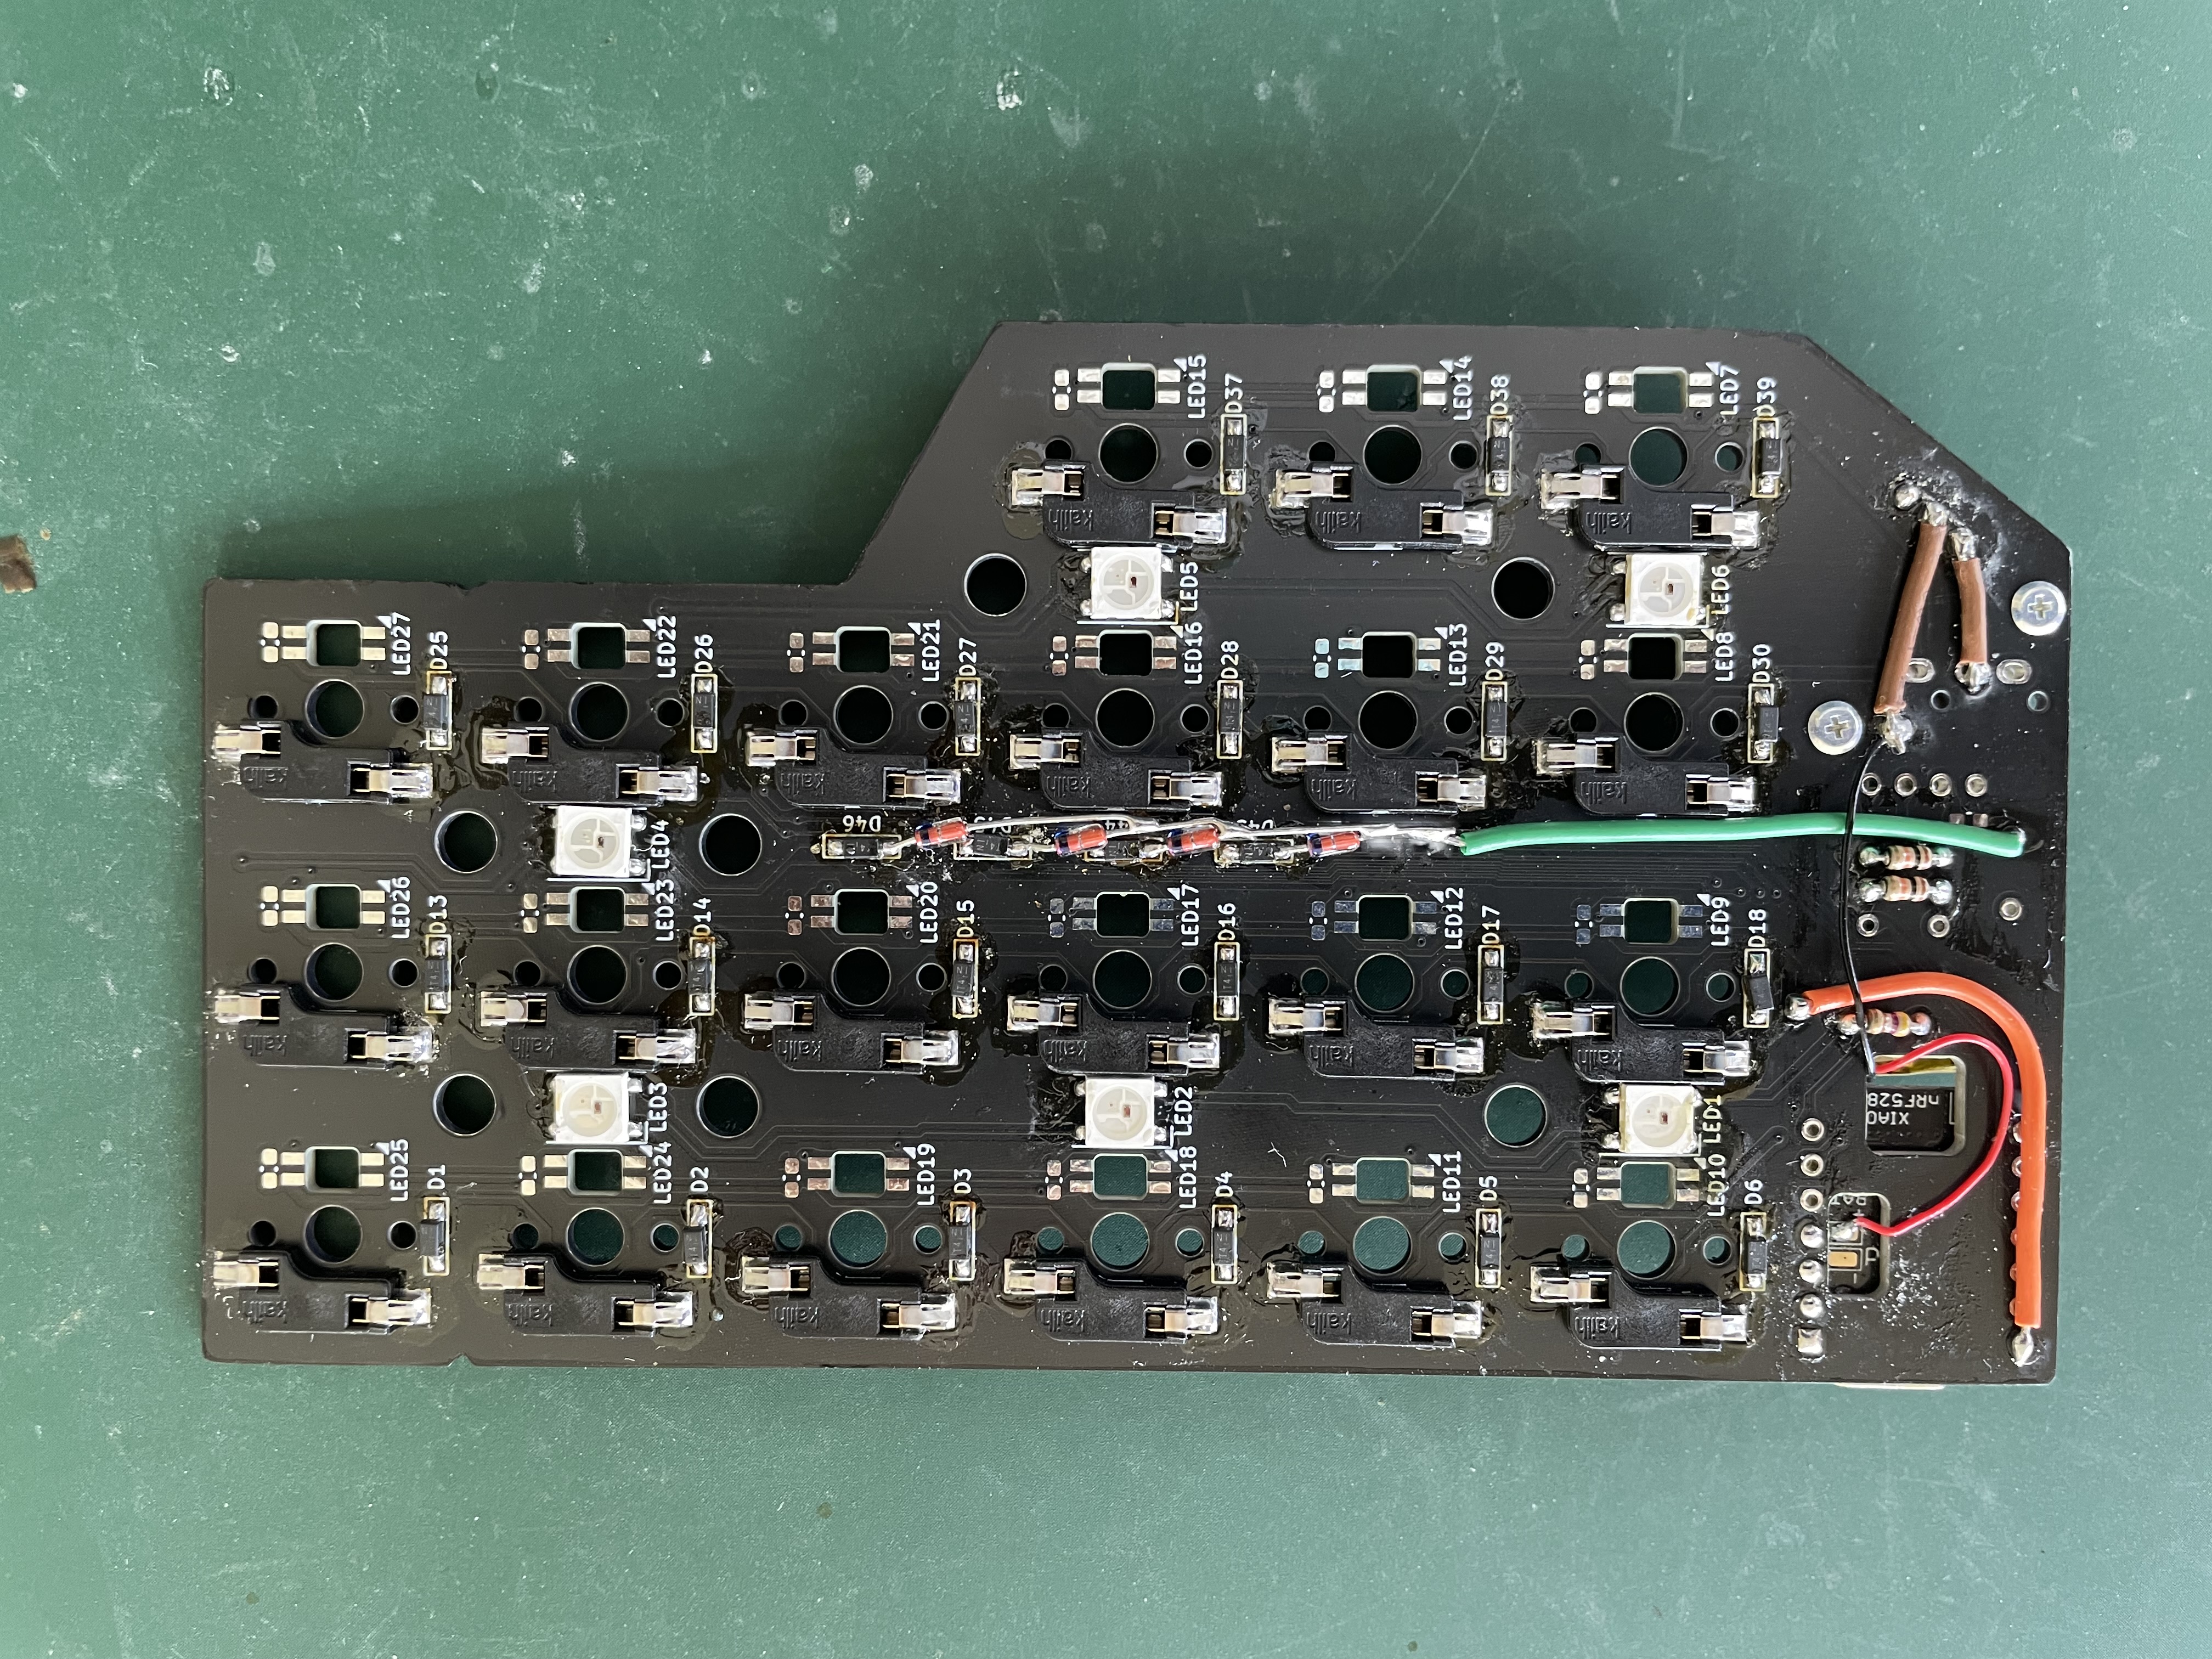 kailh kailh kailh
LED25 LED26 LED27
D1 D13 D25
kailh kailh kailh
LED24 LED3 LED23 LED4 LED22
D2 D14 D26
kailh kailh kailh
D46
LED19 LED20 LED21
D3 D15 D27
kailh kailh kailh kailh
LED18 LED2 LED17 LED16 LED5 LED15
D4 D16 D28 D37
kailh kailh kailh kailh
LED11 LED12 LED13 LED14
D5 D17 D29 D38
kailh kailh kailh kailh
LED10 LED1 LED9 LED8 LED6 LED7
D6 D18 D30 D39
BAT
XIAO
nRF528